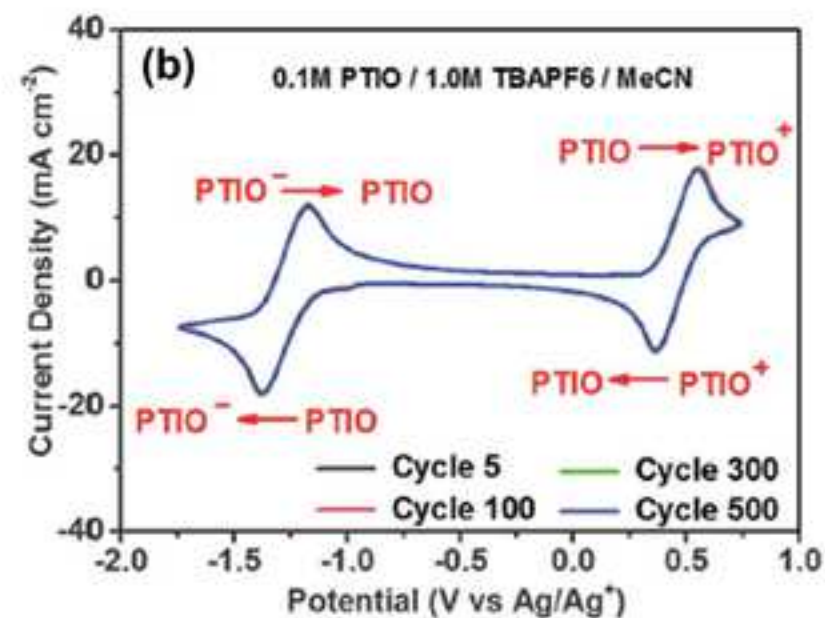 (b)
0.1M PTIO / 1.0M TBAPF6 / MeCN
PTIO → PTIO⁺
PTIO⁻ → PTIO
PTIO ← PTIO⁺
PTIO⁻ ← PTIO
Cycle 5
Cycle 300
Cycle 100
Cycle 500
40
20
0
-20
-40
Current Density (mA cm⁻²)
-2.0 -1.5 -1.0 -0.5 0.0 0.5 1.0
Potential (V vs Ag/Ag⁺)